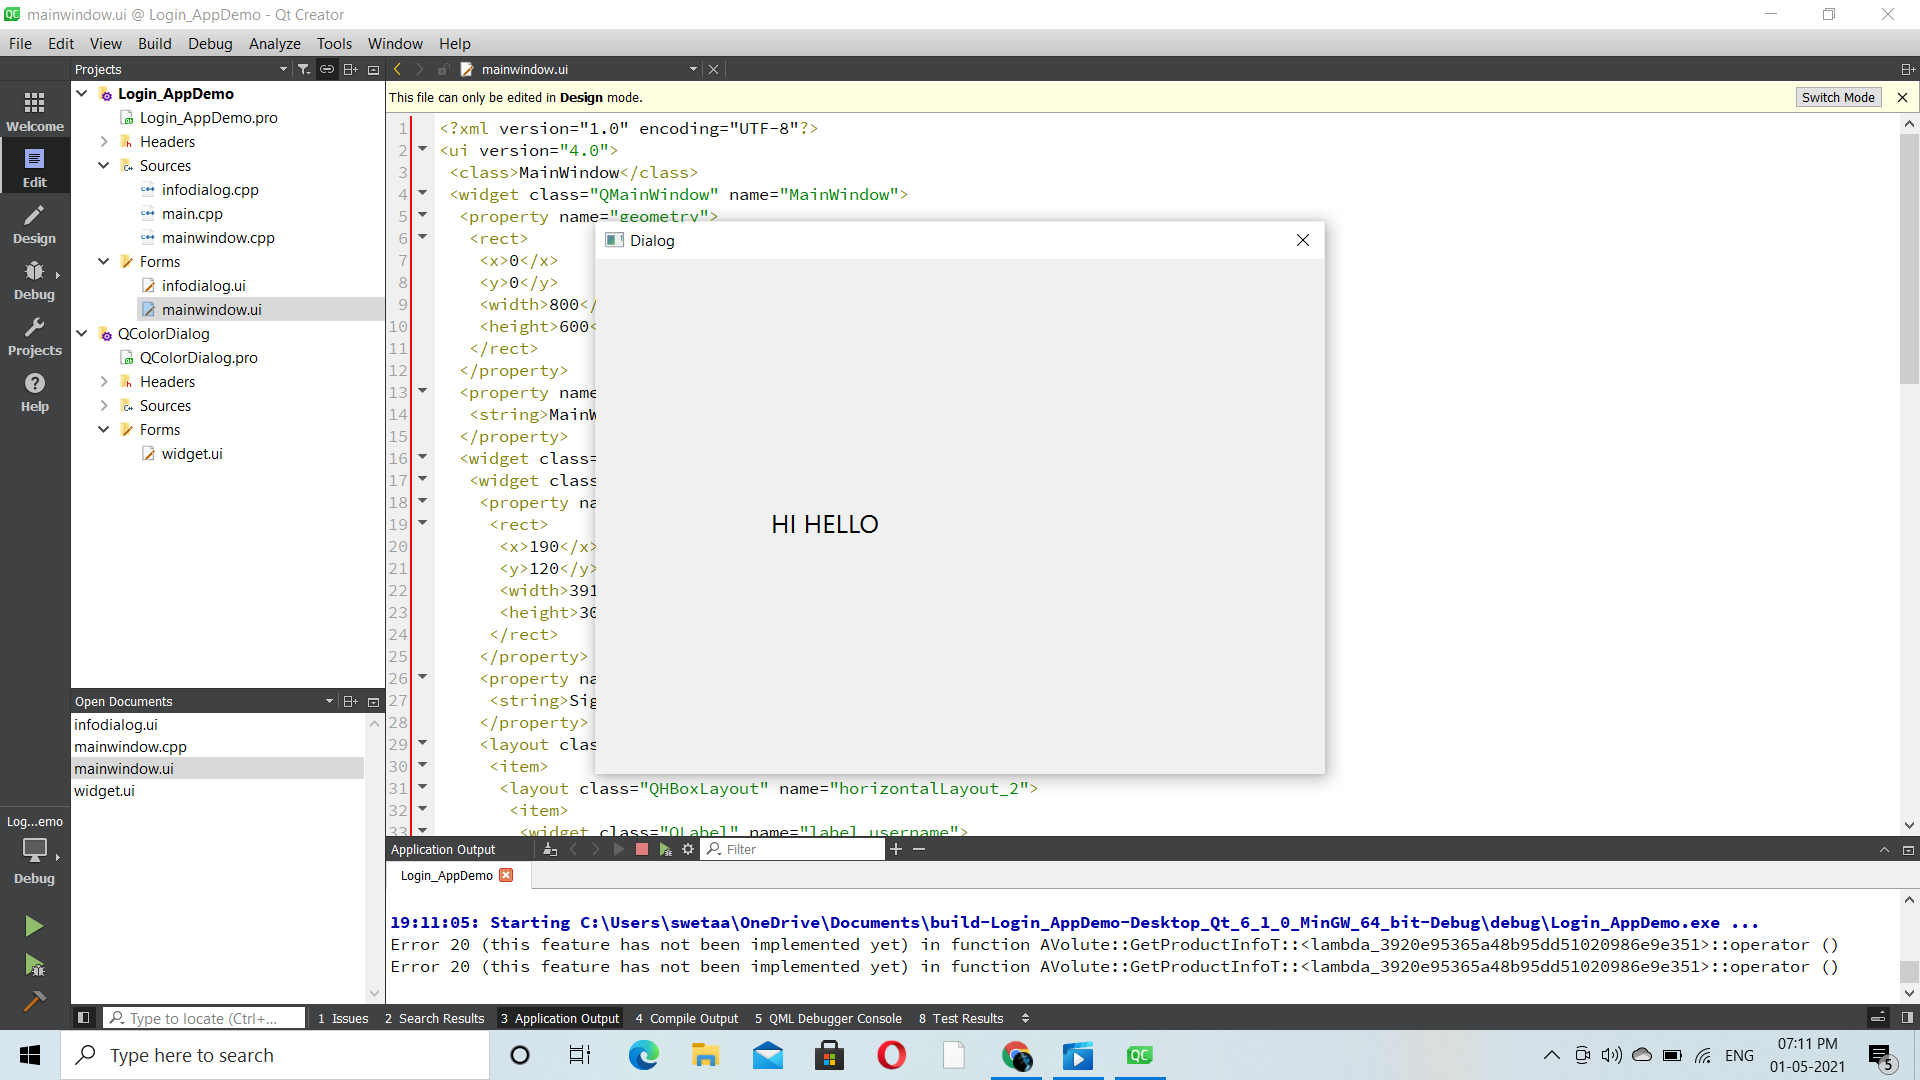 mainwindow.ui @ Login_AppDemo - Qt Creator
File Edit View Build Debug Analyze Tools Window Help
Projects
mainwindow.ui
Welcome
Edit
Design
Debug
Projects
Help
Login_AppDemo
Login_AppDemo.pro
Headers
Sources
infodialog.cpp
main.cpp
mainwindow.cpp
Forms
infodialog.ui
mainwindow.ui
QColorDialog
QColorDialog.pro
Headers
Sources
Forms
widget.ui
This file can only be edited in Design mode.
Switch Mode
1 <?xml version="1.0" encoding="UTF-8"?>
2 <ui version="4.0">
3 <class>MainWindow</class>
4 <widget class="QMainWindow" name="MainWindow">
5 <property name="geometry">
6 <rect>
7 <x>0</x>
8 <y>0</y>
9 <width>800</
10 <height>600<
11 </rect>
12 </property>
13 <property name
14 <string>MainW
15 </property>
16 <widget class=
17 <widget class
18 <property na
19 <rect>
20 <x>190</x>
21 <y>120</y>
22 <width>391
23 <height>30
24 </rect>
25 </property>
26 <property na
27 <string>Sig
28 </property>
29 <layout clas
30 <item>
31 <layout class="QHBoxLayout" name="horizontalLayout_2">
32 <item>
33 <widget class="QLabel" name="label_username">
Dialog
HI HELLO
Open Documents
infodialog.ui
mainwindow.cpp
mainwindow.ui
widget.ui
Log...emo
Debug
Application Output
Filter
Login_AppDemo
19:11:05: Starting C:\Users\swetaa\OneDrive\Documents\build-Login_AppDemo-Desktop_Qt_6_1_0_MinGW_64_bit-Debug\debug\Login_AppDemo.exe ...
Error 20 (this feature has not been implemented yet) in function AVolute::GetProductInfoT::<lambda_3920e95365a48b95dd51020986e9e351>::operator ()
Error 20 (this feature has not been implemented yet) in function AVolute::GetProductInfoT::<lambda_3920e95365a48b95dd51020986e9e351>::operator ()
Type to locate (Ctrl+...
1 Issues 2 Search Results 3 Application Output 4 Compile Output 5 QML Debugger Console 8 Test Results
Type here to search
QC
ENG
07:11 PM
01-05-2021
5